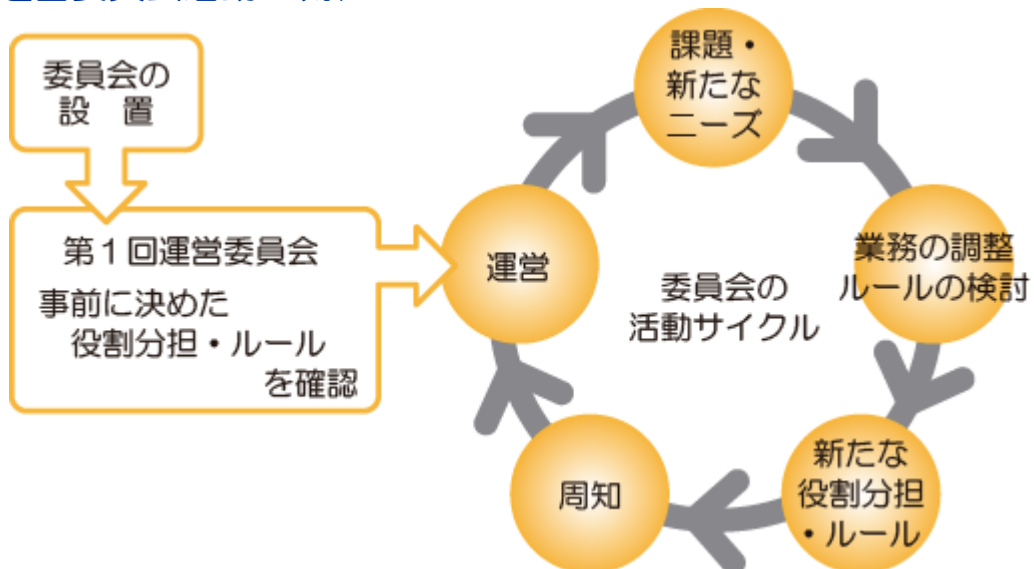 委員会の
設　置
第１回運営委員会
事前に決めた
役割分担・ルール
を確認
運営
課題・
新たな
ニーズ
業務の調整
ルールの検討
新たな
役割分担
・ルール
周知
委員会の
活動サイクル